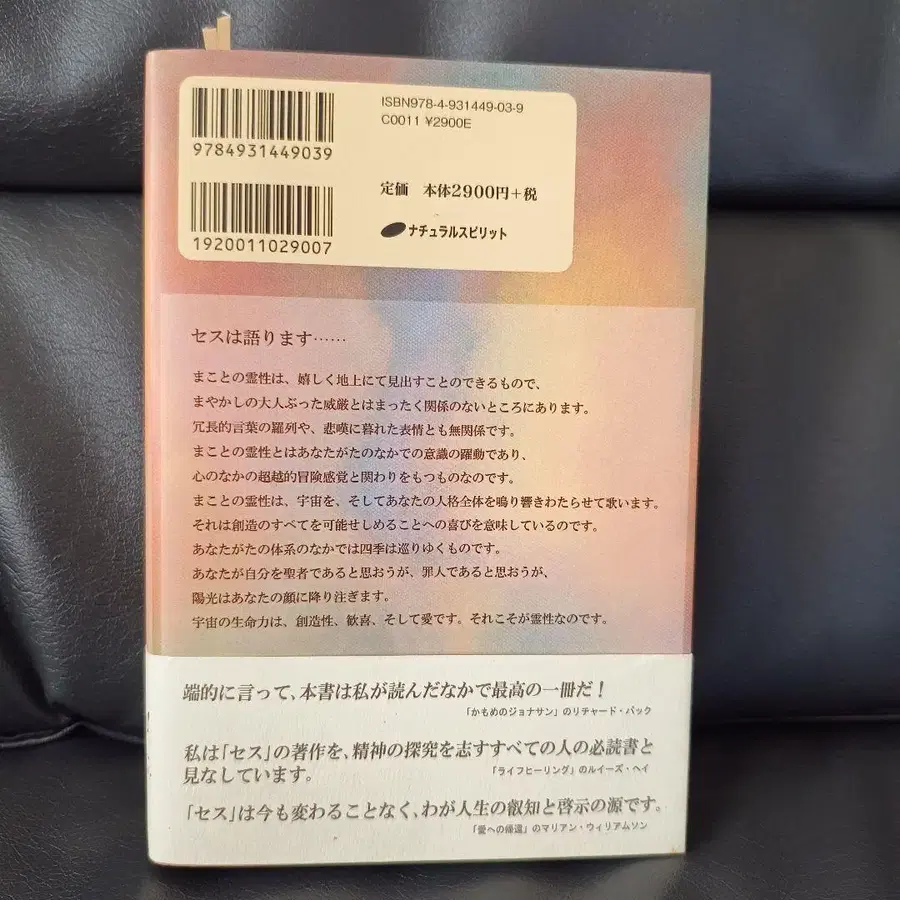 ISBN978-4-931449-03-9
C0011 ¥2900E
9784931449039
定価 本体2900円+税
1920011029007
ナチュラルスピリット
セスは語ります……
まことの霊性は、嬉しく地上にて見出すことのできるもので、
まやかしの大人ぶった威厳とはまったく関係のないところにあります。
冗長的言葉の羅列や、悲嘆に暮れた表情とも無関係です。
まことの霊性とはあなたがたのなかでの意識の躍動であり、
心のなかの超越的冒険感覚と関わりをもつものなのです。
まことの霊性は、宇宙を、そしてあなたの人格全体を鳴り響きわたらせて歌います。
それは創造のすべてを可能せしめることへの喜びを意味しているのです。
あなたがたの体系のなかでは四季は巡りゆくものです。
あなたが自分を聖者であると思おうが、罪人であると思おうが、
陽光はあなたの顔に降り注ぎます。
宇宙の生命力は、創造性、歓喜、そして愛です。それこそが霊性なのです。
端的に言って、本書は私が読んだなかで最高の一冊だ!
「かもめのジョナサン」のリチャード・バック
私は「セス」の著作を、精神の探究を志すすべての人の必読書と
見なしています。
「ライフヒーリング」のルイーズ・ヘイ
「セス」は今も変わることなく、わが人生の叡知と啓示の源です。
「愛への帰還」のマリアン・ウィリアムソン